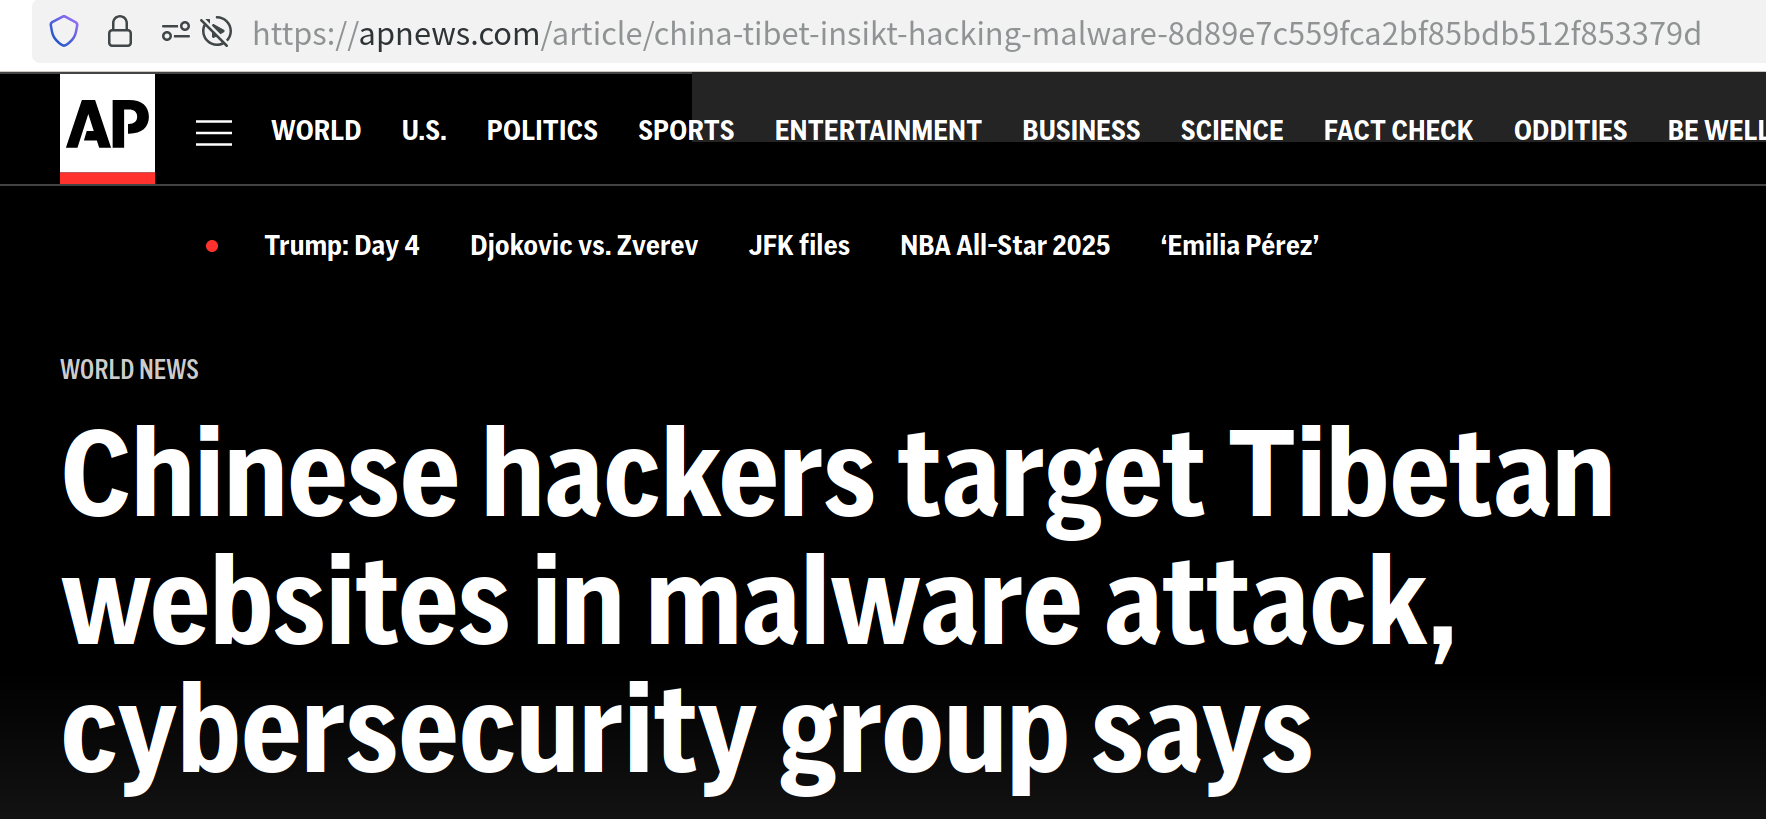 https://apnews.com/article/china-tibet-insikt-hacking-malware-8d89e7c559fca2bf85bdb512f853379d
AP WORLD U.S. POLITICS SPORTS ENTERTAINMENT BUSINESS SCIENCE FACT CHECK ODDITIES BE WELL
Trump: Day 4 Djokovic vs. Zverev JFK files NBA All-Star 2025 ‘Emilia Pérez’
WORLD NEWS
Chinese hackers target Tibetan
websites in malware attack,
cybersecurity group says